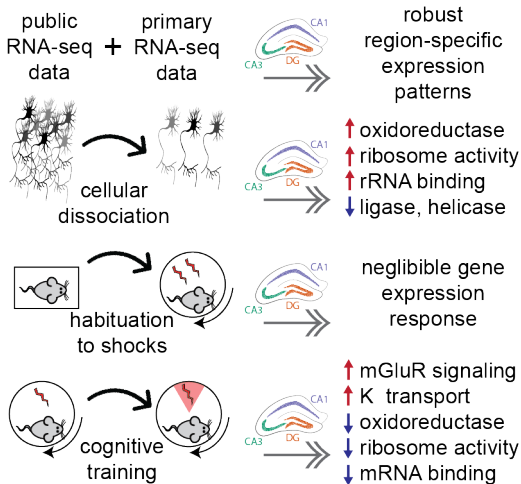 public
RNA-seq
data
+
primary
RNA-seq
data
CA1
CA3
DG
robust
region-specific
expression
patterns
cellular
dissociation
CA1
CA3
DG
oxidoreductase
ribosome activity
rRNA binding
ligase, helicase
habituation
to shocks
CA1
CA3
DG
neglibible gene
expression
response
cognitive
training
CA1
CA3
DG
mGluR signaling
K transport
oxidoreductase
ribosome activity
mRNA binding